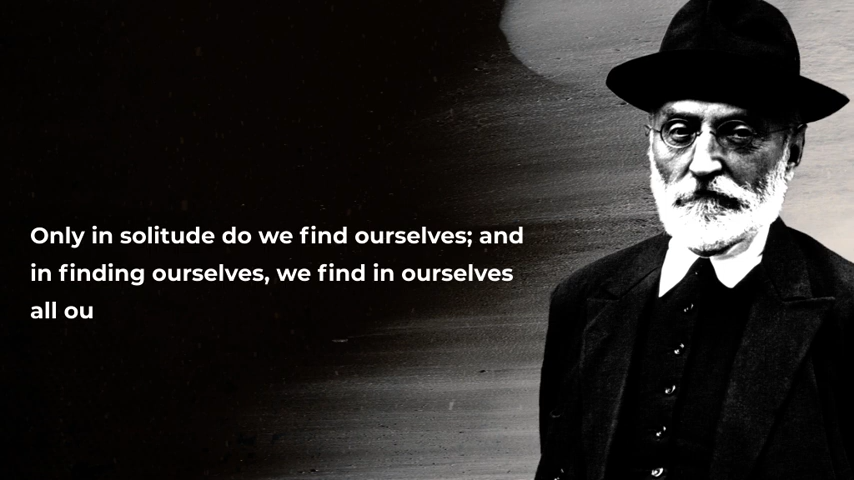 Only in solitude do we find ourselves; and
in finding ourselves, we find in ourselves
all ou